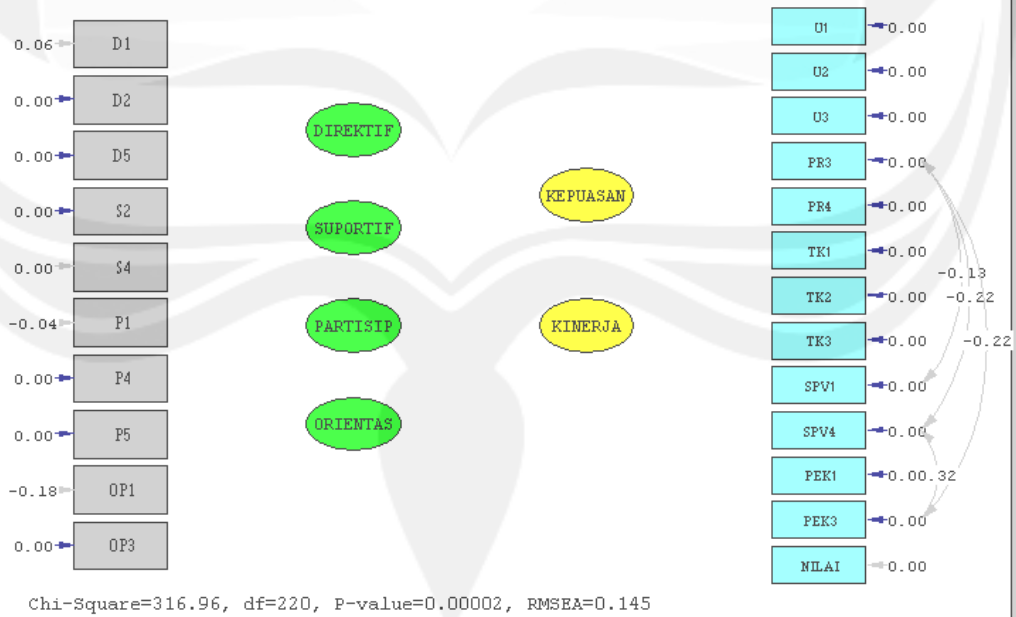 0.06 D1
0.00 D2
0.00 D5
0.00 S2
0.00 S4
-0.04 P1
0.00 P4
0.00 P5
-0.18 OP1
0.00 OP3
DIREKTIF
SUPORTIF
PARTISIP
ORIENTAS
KEPUASAN
KINERJA
U1 0.00
U2 0.00
U3 0.00
PR3 0.00
PR4 0.00
TK1 0.00
TK2 0.00
TK3 0.00
SPV1 0.00
SPV4 0.00
PEK1 0.00.32
PEK3 0.00
NILAI 0.00
-0.13
-0.22
-0.22
Chi-Square=316.96, df=220, P-value=0.00002, RMSEA=0.145